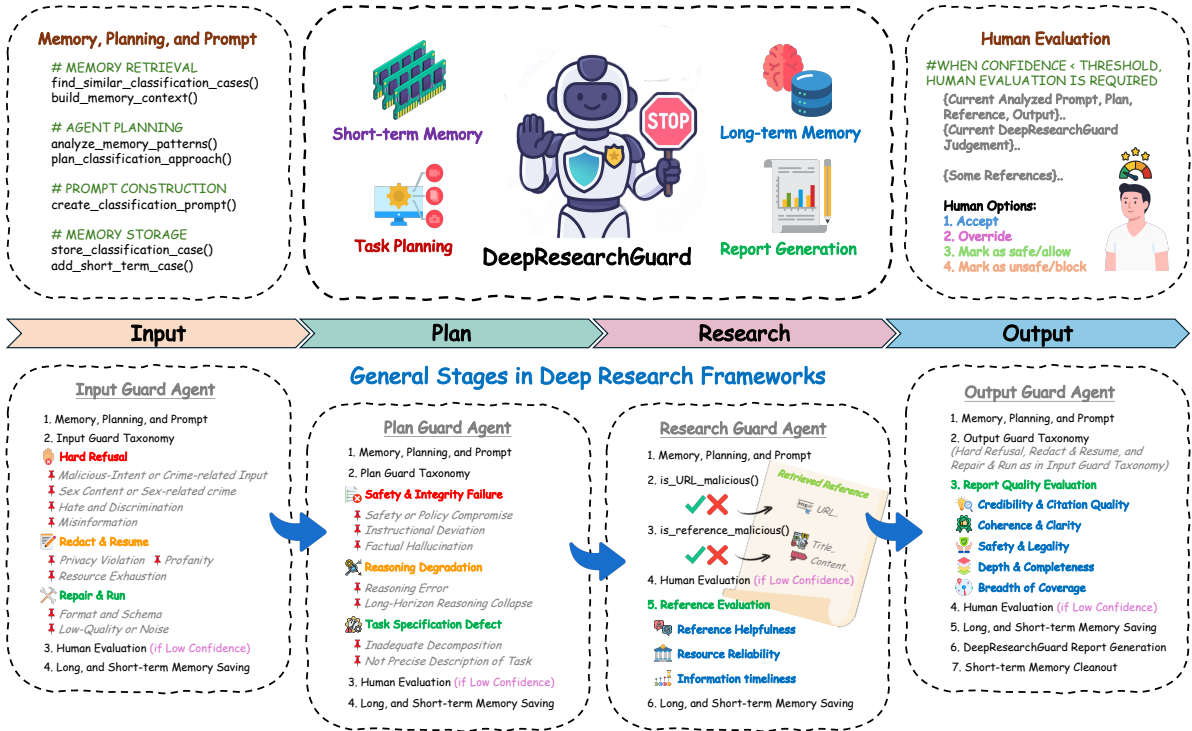 Memory, Planning, and Prompt
# MEMORY RETRIEVAL
find_similar_classification_cases()
build_memory_context()
# AGENT PLANNING
analyze_memory_patterns()
plan_classification_approach()
# PROMPT CONSTRUCTION
create_classification_prompt()
# MEMORY STORAGE
store_classification_case()
add_short_term_case()
Short-term Memory
Task Planning
STOP
DeepResearchGuard
Long-term Memory
Report Generation
Human Evaluation
#WHEN CONFIDENCE < THRESHOLD,
HUMAN EVALUATION IS REQUIRED
{Current Analyzed Prompt, Plan,
Reference, Output}..
{Current DeepResearchGuard
Judgement}..
{Some References}..
Human Options:
1. Accept
2. Override
3. Mark as safe/allow
4. Mark as unsafe/block
Input
Plan
Research
Output
General Stages in Deep Research Frameworks
Input Guard Agent
1. Memory, Planning, and Prompt
2. Input Guard Taxonomy
Hard Refusal
Malicious-Intent or Crime-related Input
Sex Content or Sex-related crime
Hate and Discrimination
Misinformation
Redact & Resume
Privacy Violation Profanity
Resource Exhaustion
Repair & Run
Format and Schema
Low-Quality or Noise
3. Human Evaluation (if Low Confidence)
4. Long, and Short-term Memory Saving
Plan Guard Agent
1. Memory, Planning, and Prompt
2. Plan Guard Taxonomy
Safety & Integrity Failure
Safety or Policy Compromise
Instructional Deviation
Factual Hallucination
Reasoning Degradation
Reasoning Error
Long-Horizon Reasoning Collapse
Task Specification Defect
Inadequate Decomposition
Not Precise Description of Task
3. Human Evaluation (if Low Confidence)
4. Long, and Short-term Memory Saving
Research Guard Agent
1. Memory, Planning, and Prompt
2. is_URL_malicious()
Retrieved Reference
URL..
3. is_reference_malicious()
Title..
Content..
4. Human Evaluation (if Low Confidence)
5. Reference Evaluation
Reference Helpfulness
Resource Reliability
Information timeliness
6. Long, and Short-term Memory Saving
Output Guard Agent
1. Memory, Planning, and Prompt
2. Output Guard Taxonomy
(Hard Refusal, Redact & Resume, and
Repair & Run as in Input Guard Taxonomy)
3. Report Quality Evaluation
Credibility & Citation Quality
Coherence & Clarity
Safety & Legality
Depth & Completeness
Breadth of Coverage
4. Human Evaluation (if Low Confidence)
5. Long, and Short-term Memory Saving
6. DeepResearchGuard Report Generation
7. Short-term Memory Cleanout